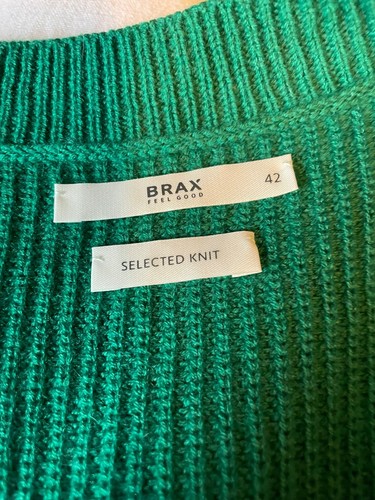 BRAX
FEEL GOOD
42
SELECTED KNIT